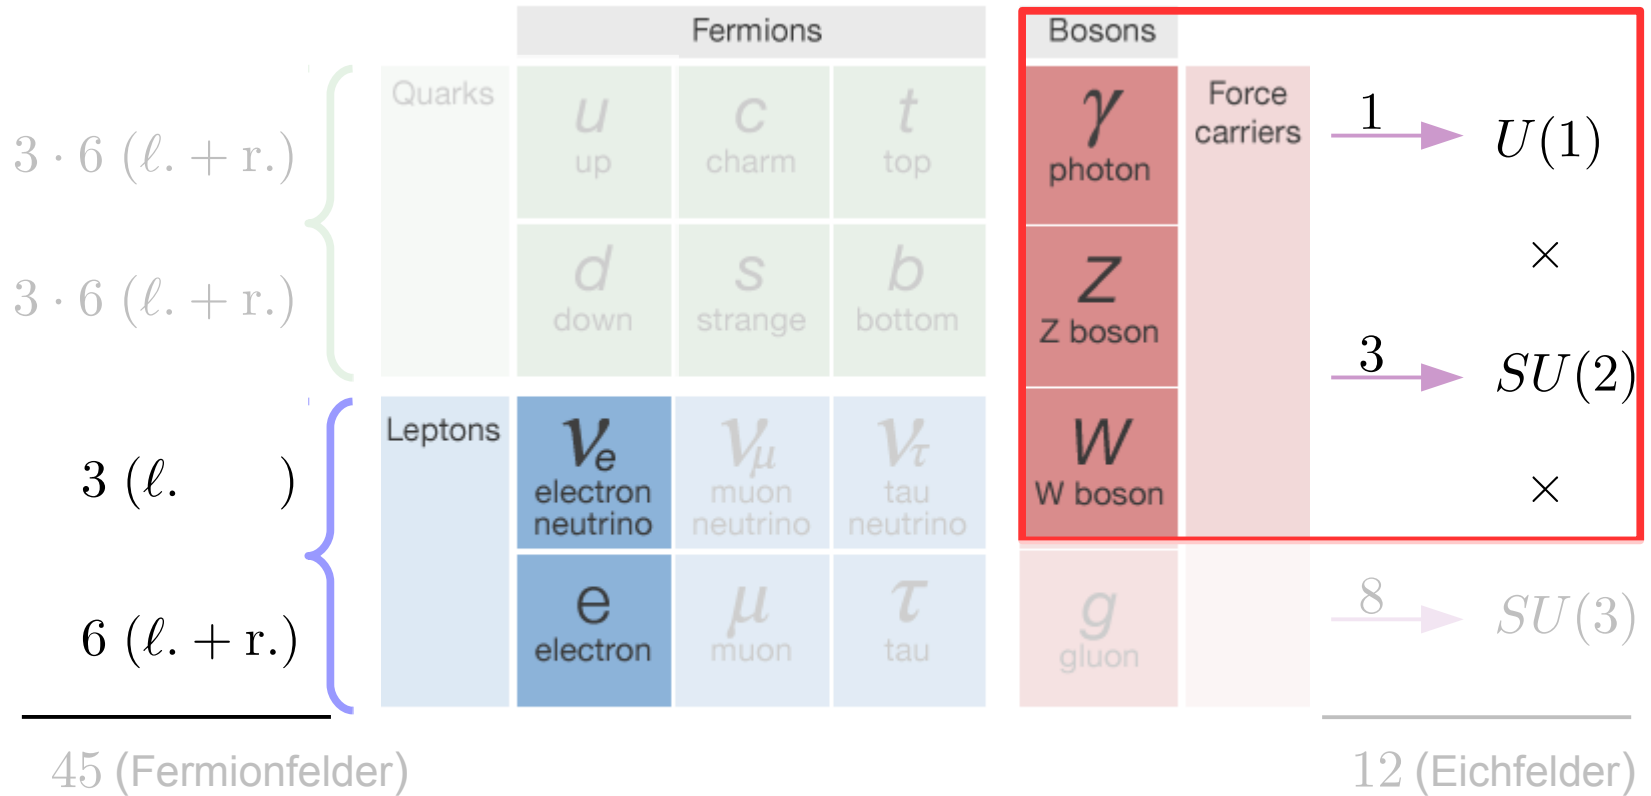 Fermions
Bosons
3 · 6 (ℓ. + r.)
Quarks
u
up
c
charm
t
top
γ
photon
Force
carriers
1
U(1)
×
3 · 6 (ℓ. + r.)
d
down
s
strange
b
bottom
Z
Z boson
3
SU(2)
3 (ℓ. )
Leptons
νe
electron
neutrino
νμ
muon
neutrino
ντ
tau
neutrino
W
W boson
×
6 (ℓ. + r.)
e
electron
μ
muon
τ
tau
g
gluon
8
SU(3)
45 (Fermionfelder)
12 (Eichfelder)